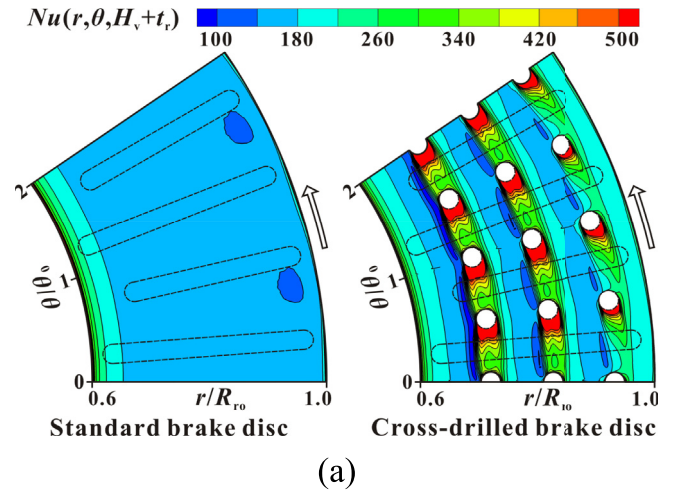 Nu(r,θ,Hᵥ+tᵣ)
100 180 260 340 420 500
2 2
1 1
θ/θ₀ θ/θ₀
0 0
0.6 r/Rᵣₒ 1.0 0.6 r/R 1.0
Standard brake disc Cross-drilled brake disc
(a)